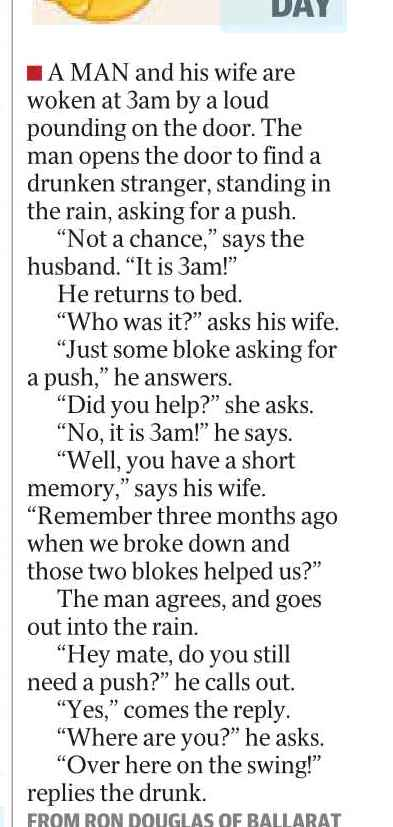 DAY
A MAN and his wife are
woken at 3am by a loud
pounding on the door. The
man opens the door to find a
drunken stranger, standing in
the rain, asking for a push.
“Not a chance,” says the
husband. “It is 3am!”
He returns to bed.
“Who was it?” asks his wife.
“Just some bloke asking for
a push,” he answers.
“Did you help?” she asks.
“No, it is 3am!” he says.
“Well, you have a short
memory,” says his wife.
“Remember three months ago
when we broke down and
those two blokes helped us?”
The man agrees, and goes
out into the rain.
“Hey mate, do you still
need a push?” he calls out.
“Yes,” comes the reply.
“Where are you?” he asks.
“Over here on the swing!”
replies the drunk.
FROM RON DOUGLAS OF BALLARAT